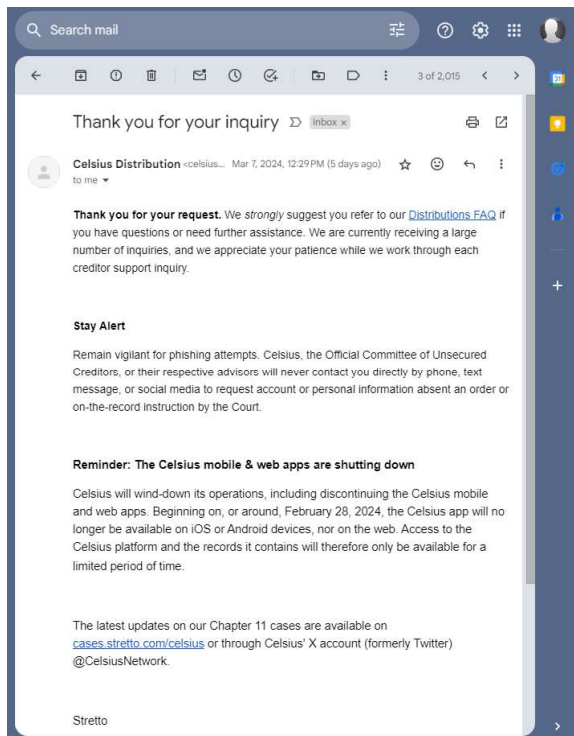 Search mail
3 of 2,015
Thank you for your inquiry Inbox x
Celsius Distribution <celsius... Mar 7, 2024, 12:29 PM (5 days ago)
to me
Thank you for your request. We strongly suggest you refer to our Distributions FAQ if
you have questions or need further assistance. We are currently receiving a large
number of inquiries, and we appreciate your patience while we work through each
creditor support inquiry.
Stay Alert
Remain vigilant for phishing attempts. Celsius, the Official Committee of Unsecured
Creditors, or their respective advisors will never contact you directly by phone, text
message, or social media to request account or personal information absent an order or
on-the-record instruction by the Court.
Reminder: The Celsius mobile & web apps are shutting down
Celsius will wind-down its operations, including discontinuing the Celsius mobile
and web apps. Beginning on, or around, February 28, 2024, the Celsius app will no
longer be available on iOS or Android devices, nor on the web. Access to the
Celsius platform and the records it contains will therefore only be available for a
limited period of time.
The latest updates on our Chapter 11 cases are available on
cases.stretto.com/celsius or through Celsius' X account (formerly Twitter)
@CelsiusNetwork.
Stretto